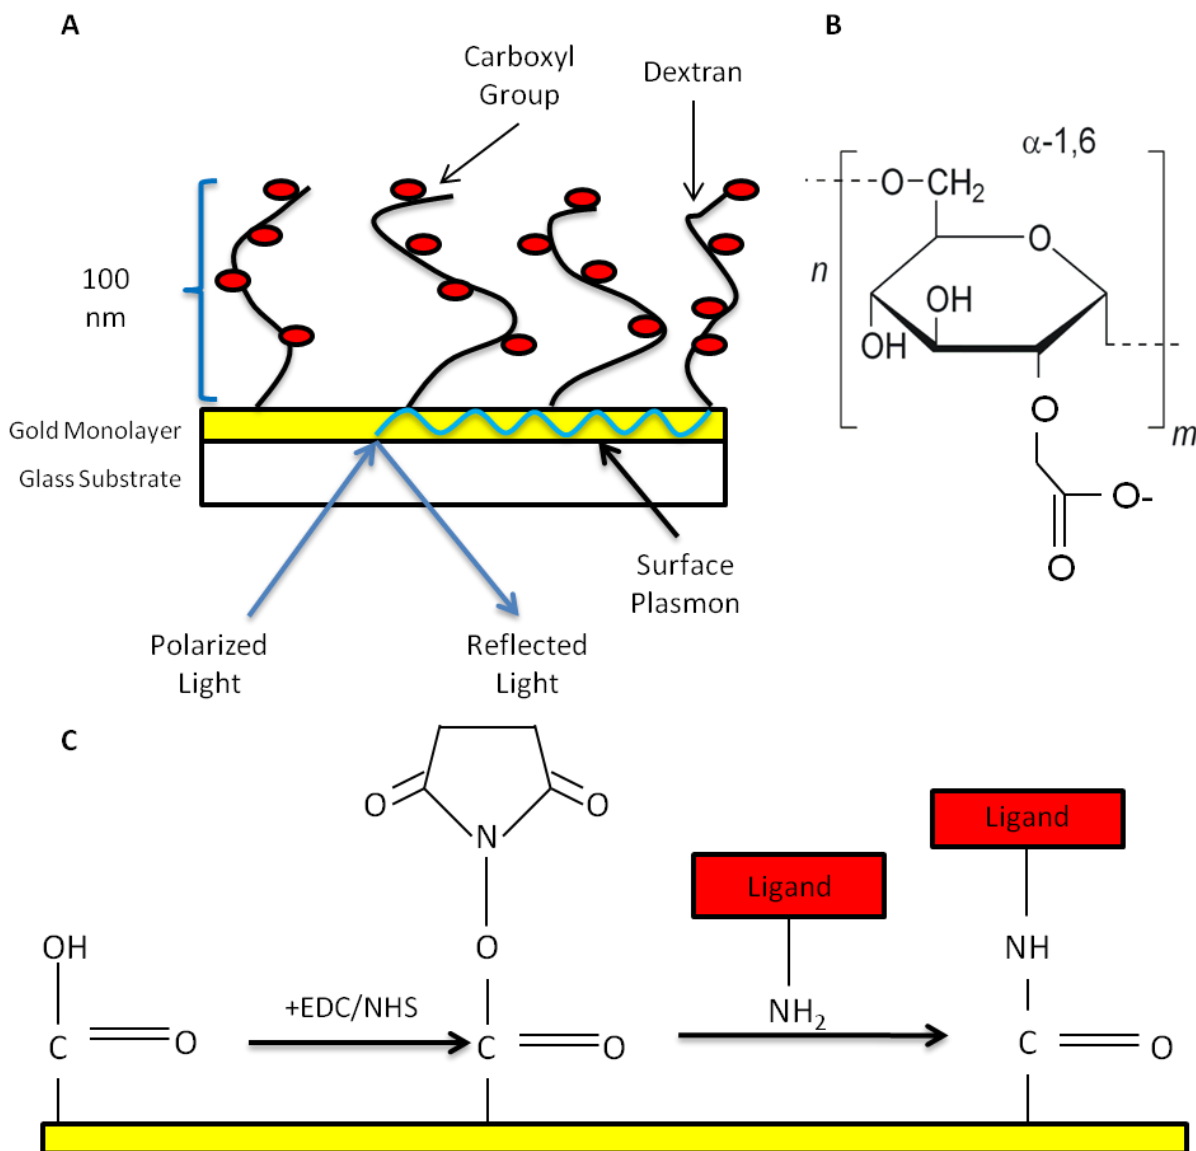 A
Carboxyl
Group
Dextran
100
nm
Gold Monolayer
Glass Substrate
Surface
Plasmon
Polarized
Light
Reflected
Light
B
α-1,6
O-CH₂
O
n
OH
OH
O
m
O-
O
C
O
O
N
O
OH
C
O
+EDC/NHS
C
O
Ligand
NH₂
Ligand
NH
C
O